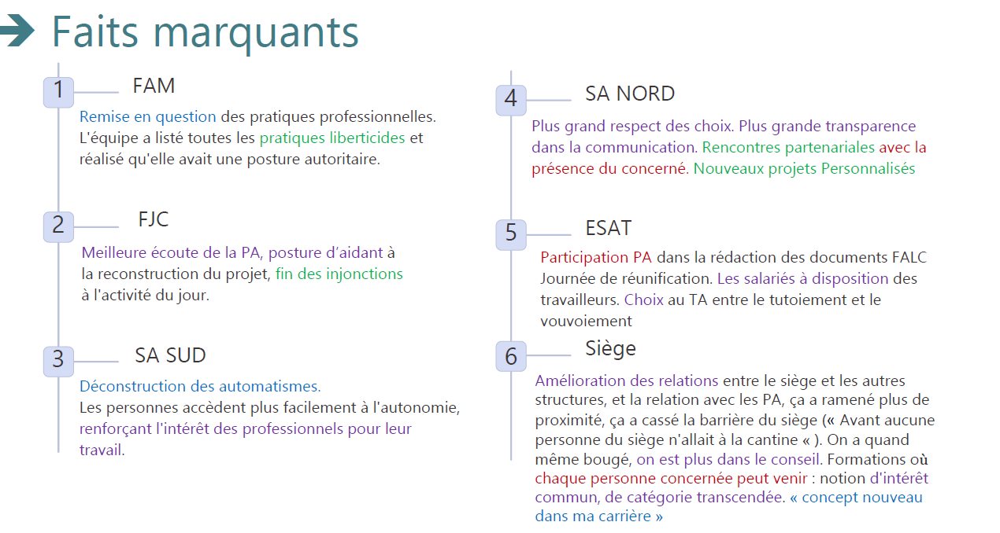 Faits marquants
1
FAM
Remise en question des pratiques professionnelles.
L'équipe a listé toutes les pratiques liberticides et
réalisé qu'elle avait une posture autoritaire.
2
FJC
Meilleure écoute de la PA, posture d’aidant à
la reconstruction du projet, fin des injonctions
à l'activité du jour.
3
SA SUD
Déconstruction des automatismes.
Les personnes accèdent plus facilement à l'autonomie,
renforçant l'intérêt des professionnels pour leur
travail.
4
SA NORD
Plus grand respect des choix. Plus grande transparence
dans la communication. Rencontres partenariales avec la
présence du concerné. Nouveaux projets Personnalisés
5
ESAT
Participation PA dans la rédaction des documents FALC
Journée de réunification. Les salariés à disposition des
travailleurs. Choix au TA entre le tutoiement et le
vouvoiement
6
Siège
Amélioration des relations entre le siège et les autres
structures, et la relation avec les PA, ça a ramené plus de
proximité, ça a cassé la barrière du siège (« Avant aucune
personne du siège n'allait à la cantine « ). On a quand
même bougé, on est plus dans le conseil. Formations où
chaque personne concernée peut venir : notion d'intérêt
commun, de catégorie transcendée. « concept nouveau
dans ma carrière »